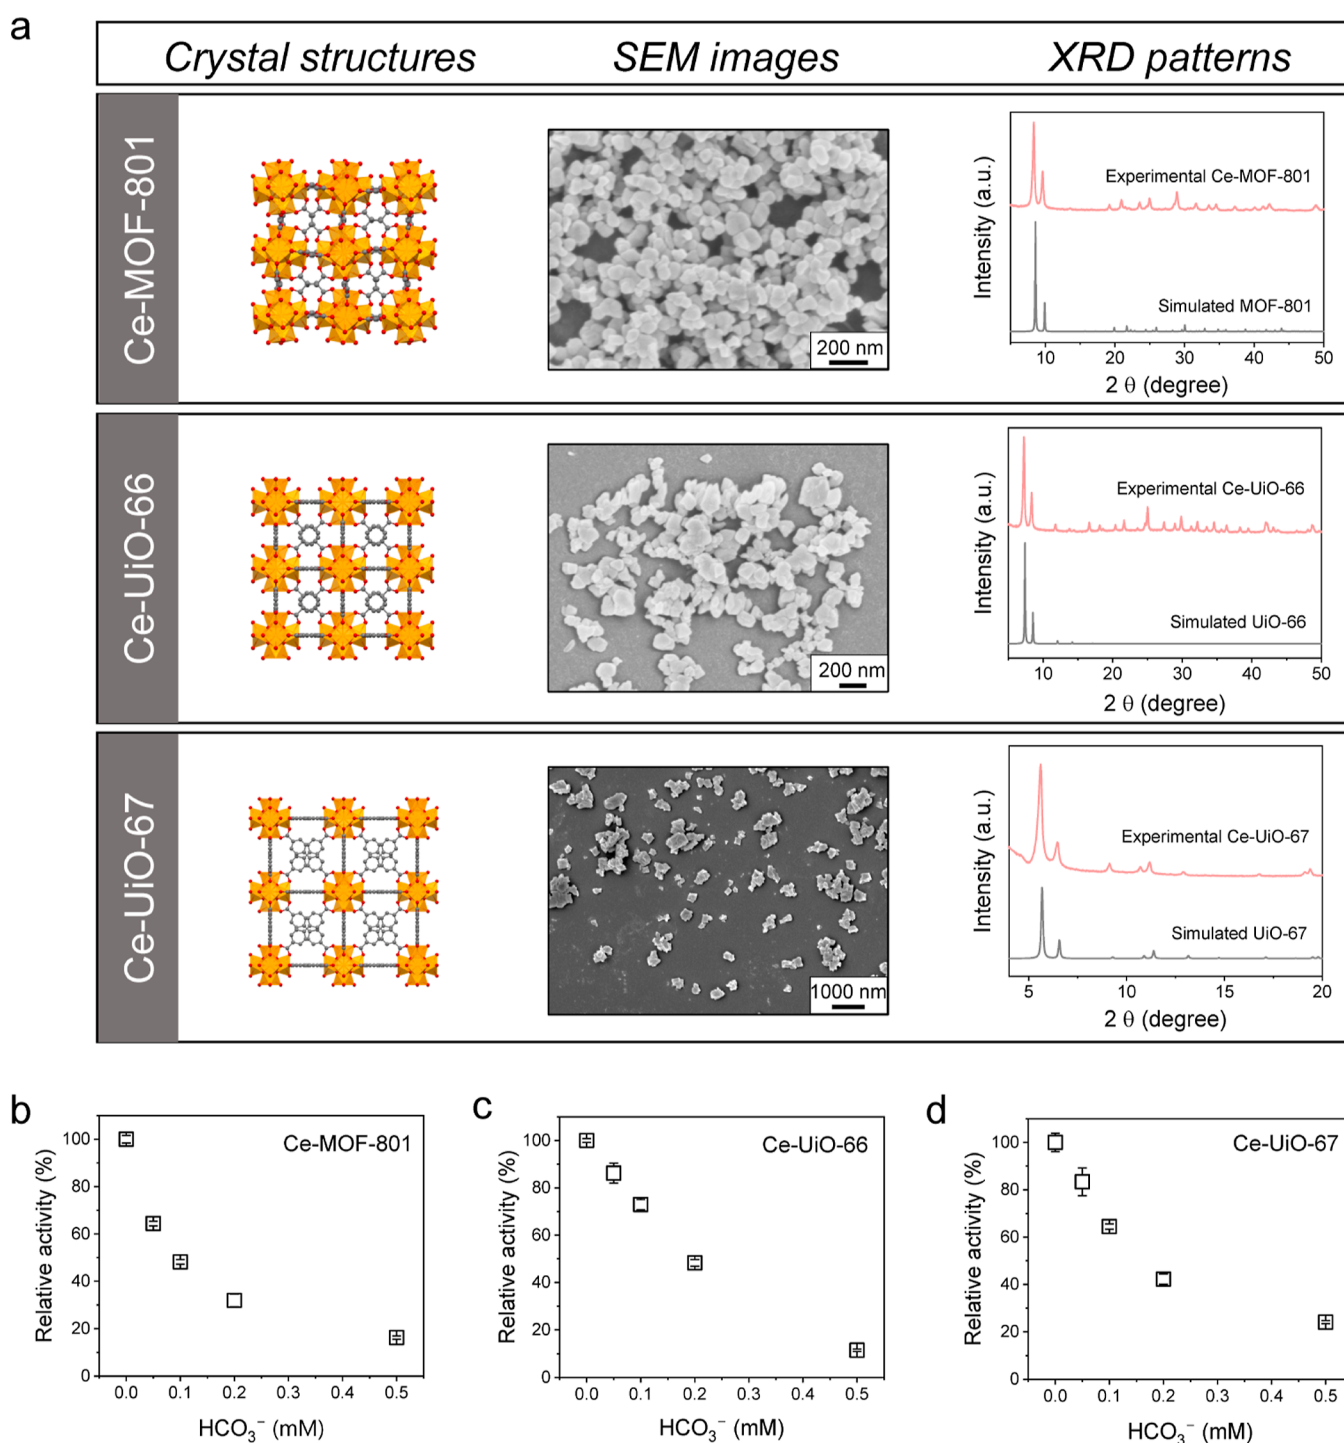 a
Crystal structures
SEM images
XRD patterns
Ce-MOF-801
200 nm
Intensity (a.u.)
Experimental Ce-MOF-801
Simulated MOF-801
10 20 30 40 50
2 θ (degree)
Ce-UiO-66
200 nm
Intensity (a.u.)
Experimental Ce-UiO-66
Simulated UiO-66
10 20 30 40 50
2 θ (degree)
Ce-UiO-67
1000 nm
Intensity (a.u.)
Experimental Ce-UiO-67
Simulated UiO-67
5 10 15 20
2 θ (degree)
b
Ce-MOF-801
Relative activity (%)
100
80
60
40
20
0
0.0 0.1 0.2 0.3 0.4 0.5
HCO₃⁻ (mM)
c
Ce-UiO-66
Relative activity (%)
100
80
60
40
20
0
0.0 0.1 0.2 0.3 0.4 0.5
HCO₃⁻ (mM)
d
Ce-UiO-67
Relative activity (%)
100
80
60
40
20
0
0.0 0.1 0.2 0.3 0.4 0.5
HCO₃⁻ (mM)